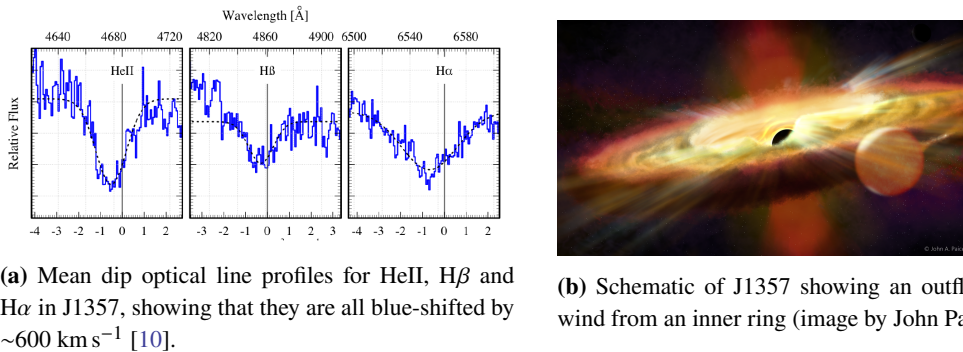 Wavelength [Å]
4640 4680 4720 4820 4860 4900 6500 6540 6580
HeII Hß Hα
Relative Flux
-4 -3 -2 -1 0 1 2 -4 -3 -2 -1 0 1 2 3 -4 -3 -2 -1 0 1 2
© John A. Paic
(a) Mean dip optical line profiles for HeII, Hβ and
Hα in J1357, showing that they are all blue-shifted by
~600 km s⁻¹ [10].
(b) Schematic of J1357 showing an outfl
wind from an inner ring (image by John Pa